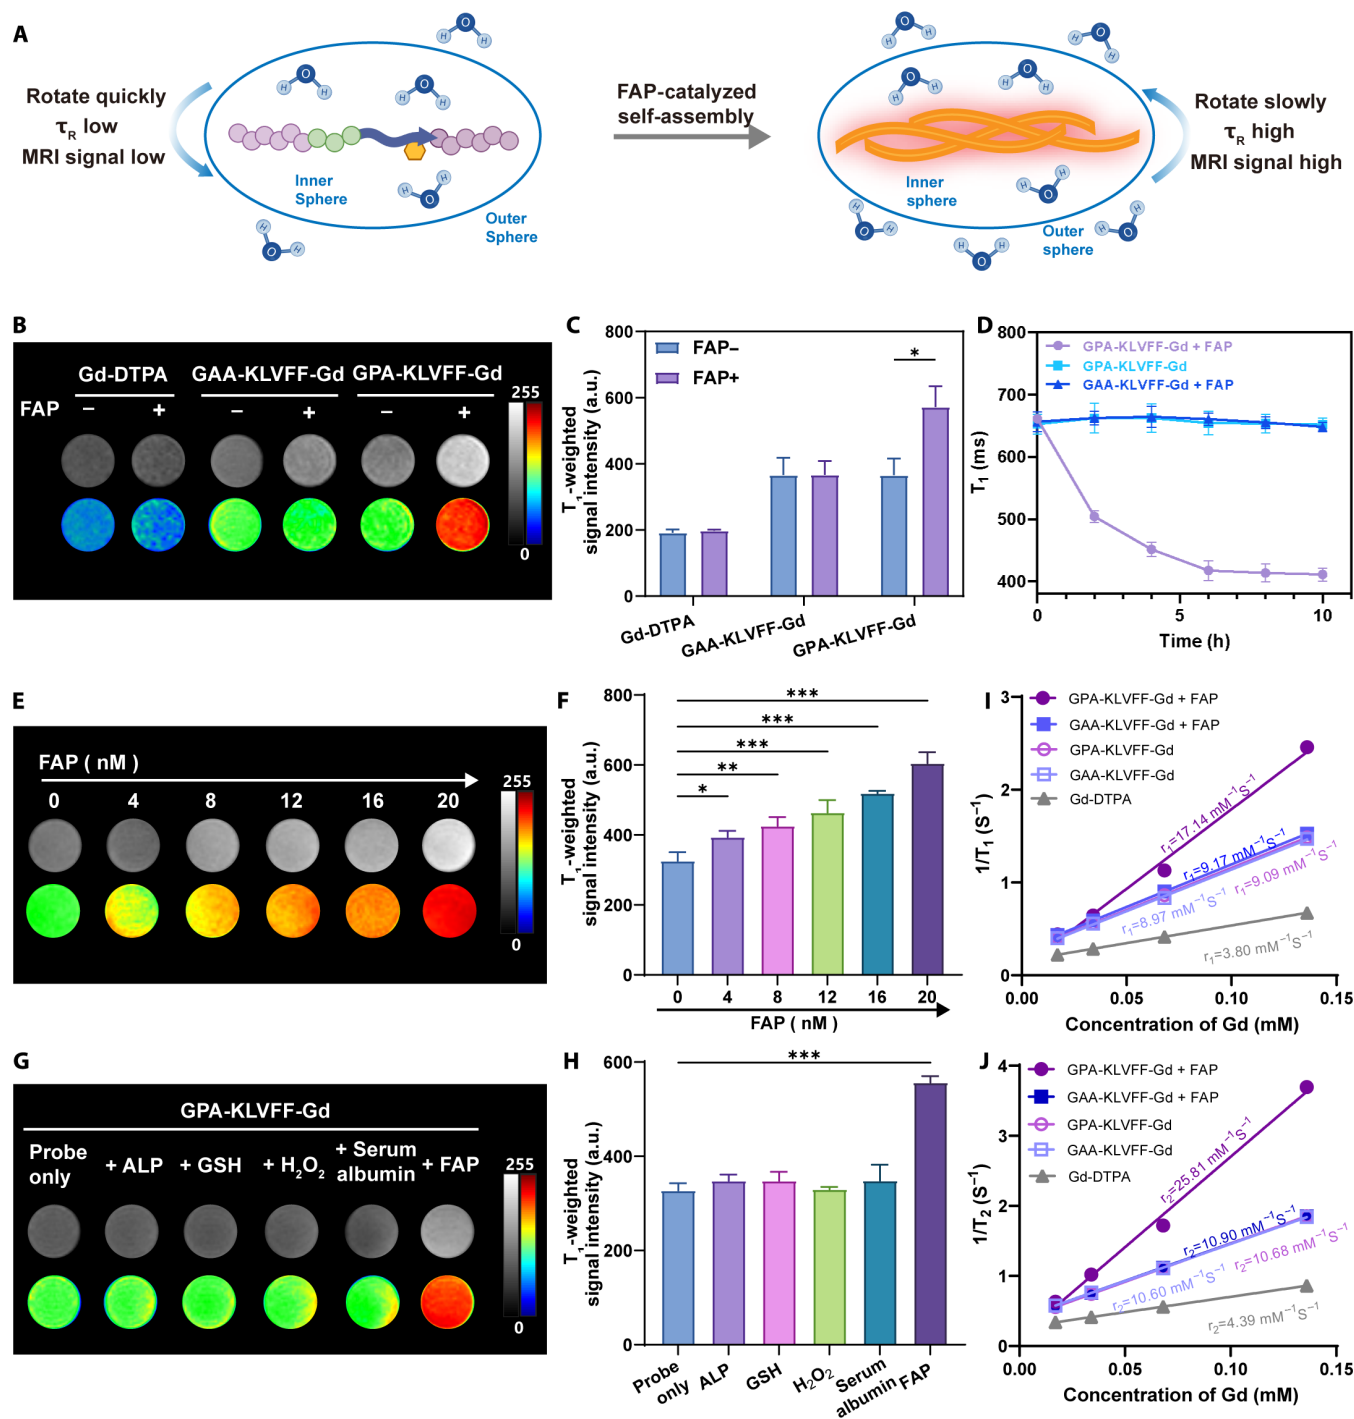 A
Rotate quickly
τR low
MRI signal low
Inner
Sphere
Outer
Sphere
FAP-catalyzed
self-assembly
Inner
sphere
Outer
sphere
Rotate slowly
τR high
MRI signal high
B
Gd-DTPA GAA-KLVFF-Gd GPA-KLVFF-Gd
FAP − + − + − +
255
0
C
T1-weighted
signal intensity (a.u.)
800
600
400
200
0
FAP−
FAP+
*
Gd-DTPA
GAA-KLVFF-Gd
GPA-KLVFF-Gd
D
T1 (ms)
800
700
600
500
400
GPA-KLVFF-Gd + FAP
GPA-KLVFF-Gd
GAA-KLVFF-Gd + FAP
0 5 10
Time (h)
E
FAP ( nM )
0 4 8 12 16 20
255
0
F
T1-weighted
signal intensity (a.u.)
800
600
400
200
0
***
***
***
**
*
0 4 8 12 16 20
FAP ( nM )
I
1/T1 (S−1)
3
2
1
0
GPA-KLVFF-Gd + FAP
GAA-KLVFF-Gd + FAP
GPA-KLVFF-Gd
GAA-KLVFF-Gd
Gd-DTPA
r1=17.14 mM−1S−1
r1=9.17 mM−1S−1
r1=9.09 mM−1S−1
r1=8.97 mM−1S−1
r1=3.80 mM−1S−1
0.00 0.05 0.10 0.15
Concentration of Gd (mM)
G
GPA-KLVFF-Gd
Probe
only
+ ALP
+ GSH
+ H2O2
+ Serum
albumin
+ FAP
255
0
H
T1-weighted
signal intensity (a.u.)
600
400
200
0
***
Probe
only
ALP
GSH
H2O2
Serum
albumin
FAP
J
1/T2 (S−1)
4
3
2
1
0
GPA-KLVFF-Gd + FAP
GAA-KLVFF-Gd + FAP
GPA-KLVFF-Gd
GAA-KLVFF-Gd
Gd-DTPA
r2=25.81 mM−1S−1
r2=10.90 mM−1S−1
r2=10.68 mM−1S−1
r2=10.60 mM−1S−1
r2=4.39 mM−1S−1
0.00 0.05 0.10 0.15
Concentration of Gd (mM)